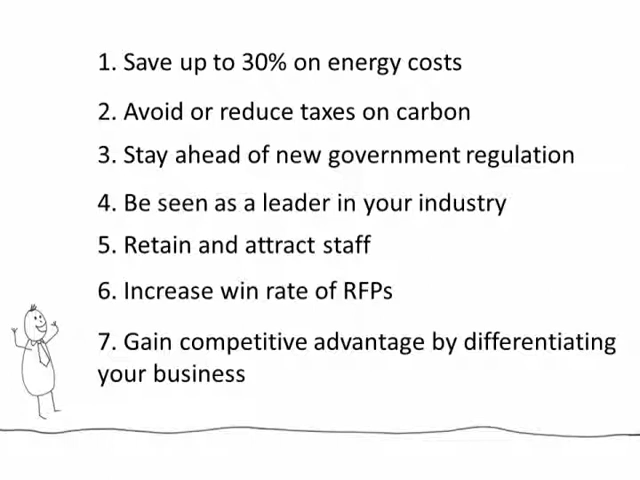 1. Save up to 30% on energy costs
2. Avoid or reduce taxes on carbon
3. Stay ahead of new government regulation
4. Be seen as a leader in your industry
5. Retain and attract staff
6. Increase win rate of RFPs
7. Gain competitive advantage by differentiating
your business